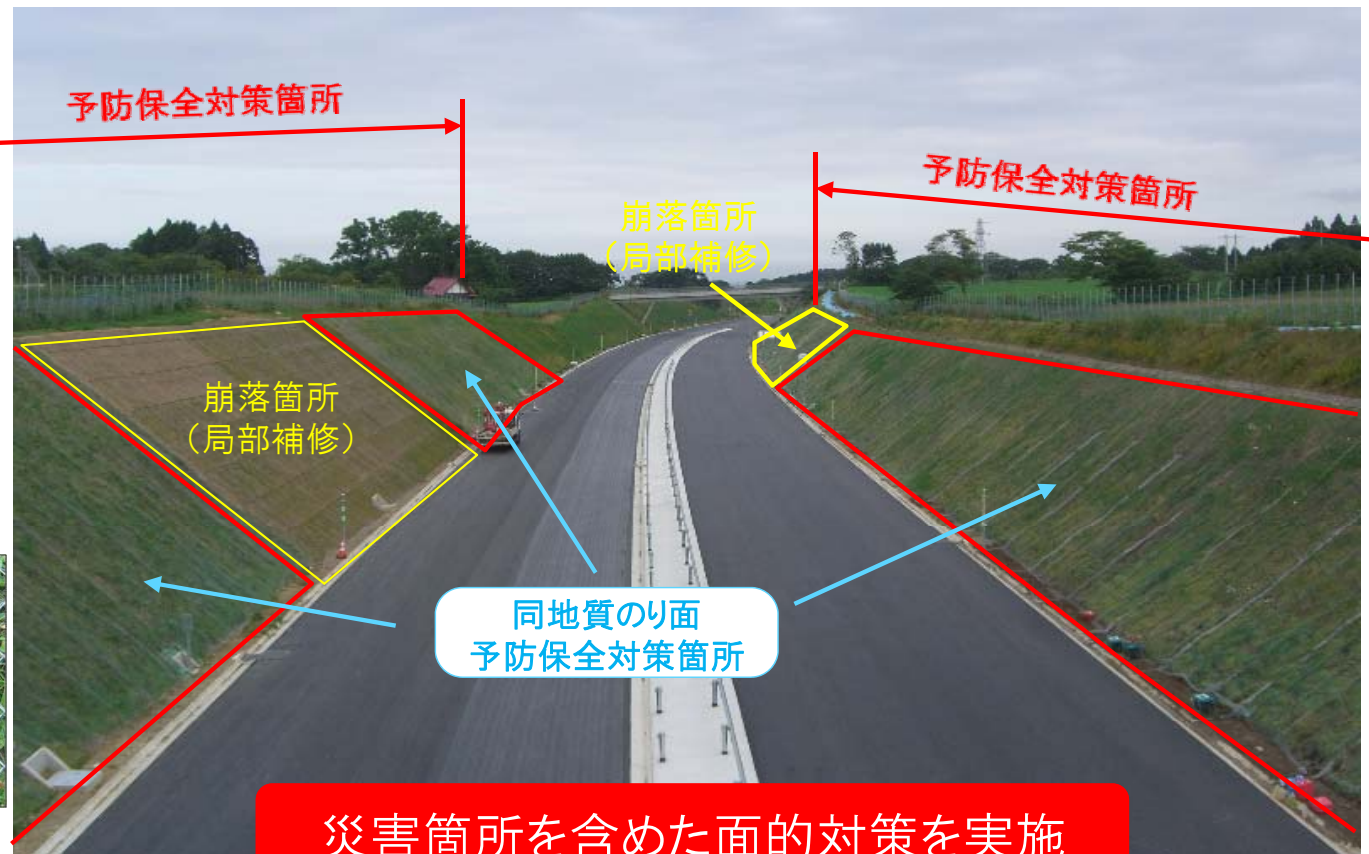 予防保全対策箇所
予防保全対策箇所
崩落箇所
（局部補修）
崩落箇所
（局部補修）
同地質のり面
予防保全対策箇所
災害箇所を含めた面的対策を実施